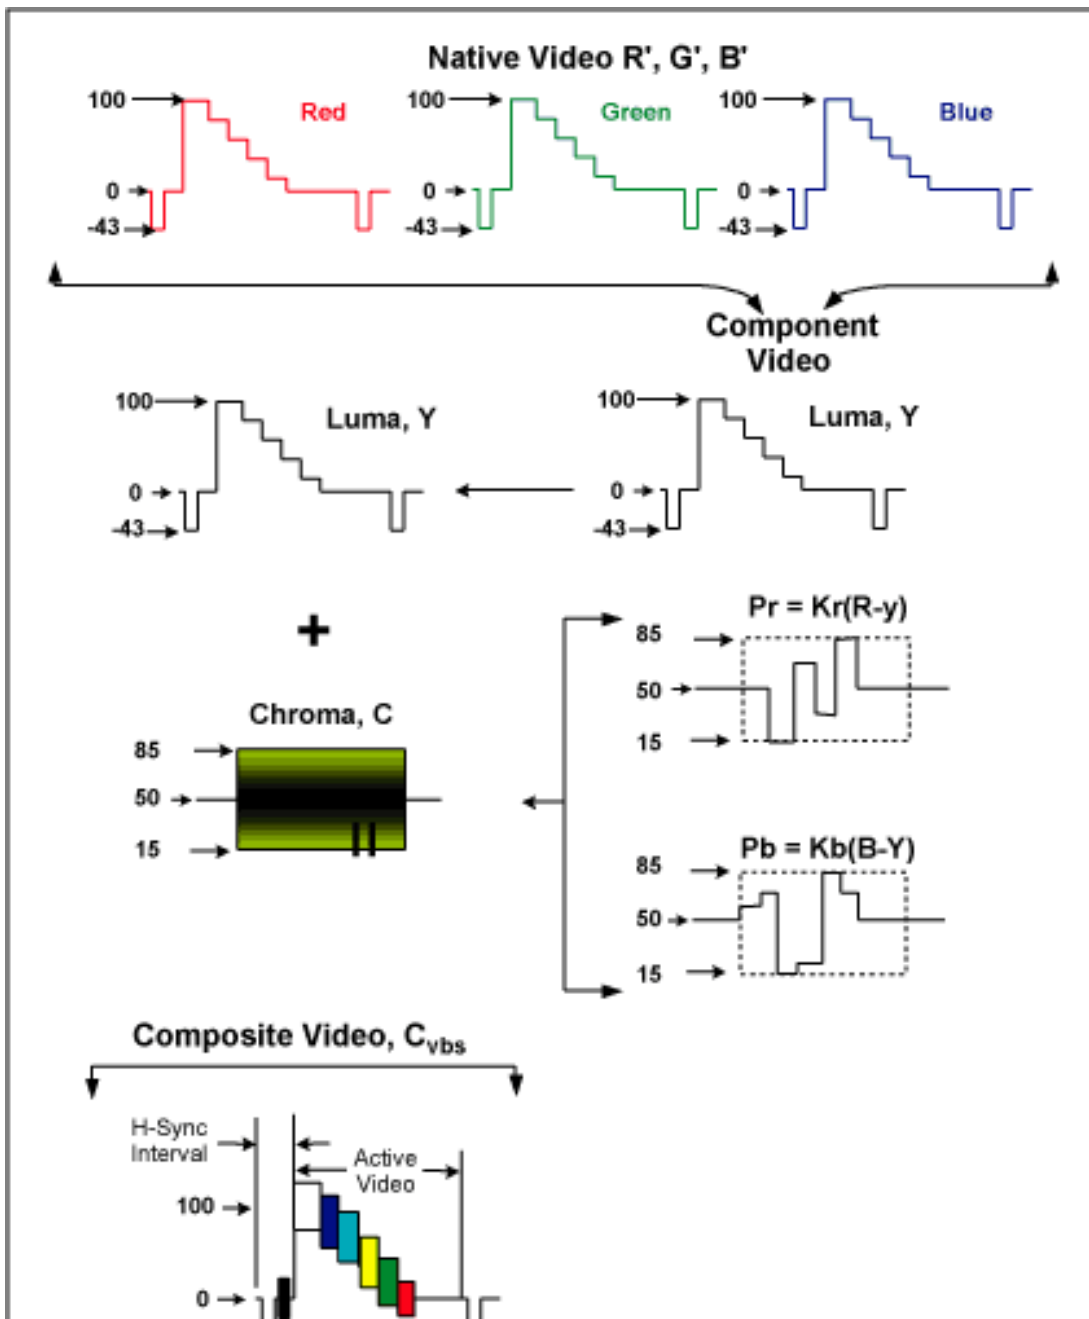 Native Video R', G', B'
100
Red
100
Green
100
Blue
0
0
0
-43
-43
-43
Component
Video
100
Luma, Y
100
Luma, Y
0
0
-43
-43
+
Pr = Kr(R-y)
85
50
15
Chroma, C
85
50
15
Pb = Kb(B-Y)
85
50
15
Composite Video, Cvbs
H-Sync
Interval
Active
Video
100
0